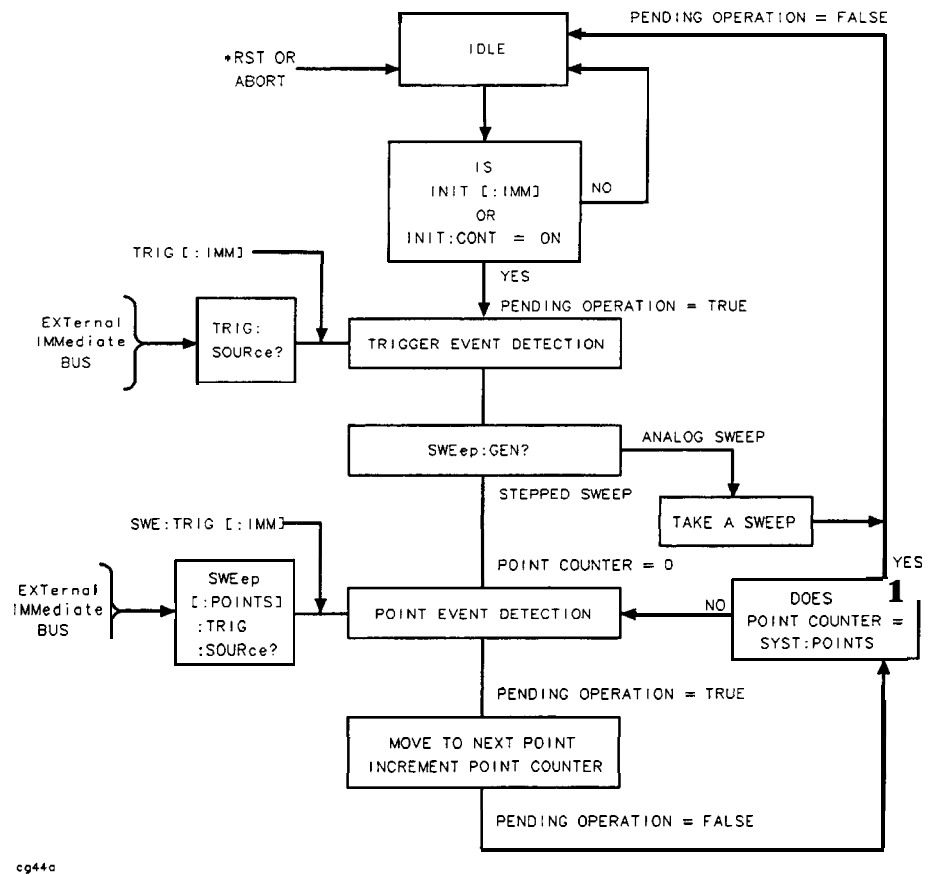 PENDING OPERATION = FALSE
IDLE
*RST OR
ABORT
IS
INIT [:IMM]
OR
INIT:CONT = ON
NO
YES
PENDING OPERATION = TRUE
TRIG [:IMM]
EXTernal
IMMediate
BUS
TRIG:
SOURce?
TRIGGER EVENT DETECTION
SWEep:GEN?
ANALOG SWEEP
STEPPED SWEEP
TAKE A SWEEP
SWE:TRIG [:IMM]
POINT COUNTER = 0
YES
EXTernal
IMMediate
BUS
SWEep
[:POINTS]
:TRIG
:SOURce?
POINT EVENT DETECTION
NO
1
DOES
POINT COUNTER =
SYST:POINTS
PENDING OPERATION = TRUE
MOVE TO NEXT POINT
INCREMENT POINT COUNTER
PENDING OPERATION = FALSE
cg44a